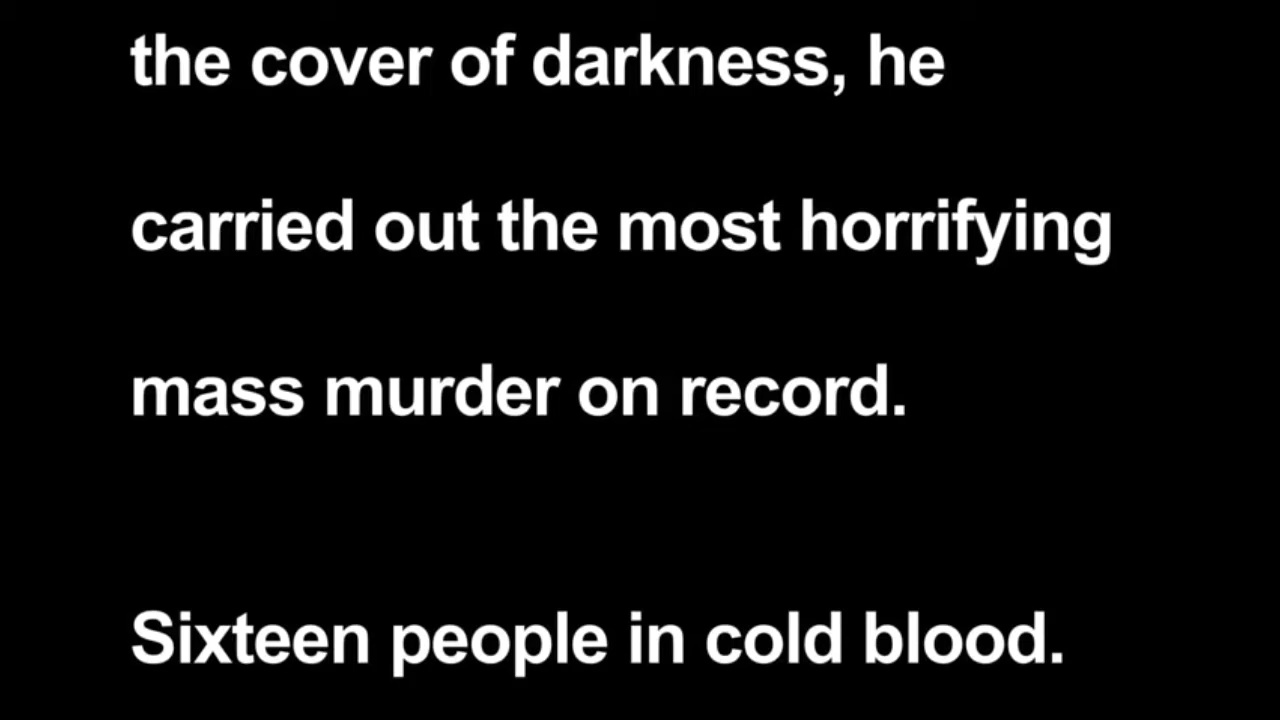 the cover of darkness, he
carried out the most horrifying
mass murder on record.
Sixteen people in cold blood.